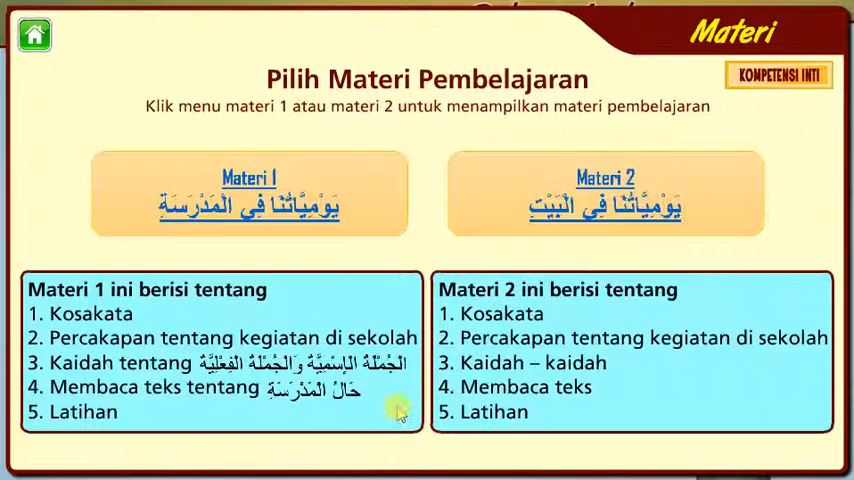 Materi
KOMPETENSI INTI
Pilih Materi Pembelajaran
Klik menu materi 1 atau materi 2 untuk menampilkan materi pembelajaran
Materi 1
يَوْمِيَّاتُنَا فِي الْمَدْرَسَةِ
Materi 2
يَوْمِيَّاتُنَا فِي الْبَيْتِ
Materi 1 ini berisi tentang
1. Kosakata
2. Percakapan tentang kegiatan di sekolah
3. Kaidah tentang الْجُمْلَةُ الإِسْمِيَّةُ وَالْجُمْلَةُ الْفِعْلِيَّةُ
4. Membaca teks tentang حَالُ الْمَدْرَسَةِ
5. Latihan
Materi 2 ini berisi tentang
1. Kosakata
2. Percakapan tentang kegiatan di sekolah
3. Kaidah – kaidah
4. Membaca teks
5. Latihan